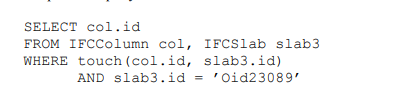 SELECT col.id
FROM IFCColumn col, IFCSlab slab3
WHERE touch(col.id, slab3.id)
AND slab3.id = ’Oid23089’